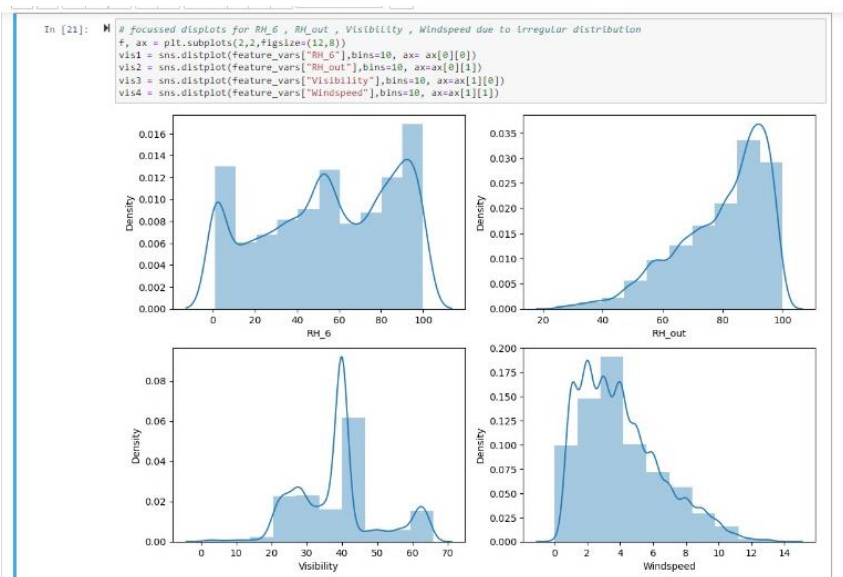 In [21]:
# focussed displots for RH_6 , RH_out , Visibility , Windspeed due to irregular distribution
f, ax = plt.subplots(2,2,figsize=(12,8))
vis1 = sns.distplot(feature_vars["RH_6"],bins=10, ax= ax[0][0])
vis2 = sns.distplot(feature_vars["RH_out"],bins=10, ax=ax[0][1])
vis3 = sns.distplot(feature_vars["Visibility"],bins=10, ax=ax[1][0])
vis4 = sns.distplot(feature_vars["Windspeed"],bins=10, ax=ax[1][1])
0.016
0.014
0.012
0.010
0.008
0.006
0.004
0.002
0.000
Density
0 20 40 60 80 100
RH_6
0.035
0.030
0.025
0.020
0.015
0.010
0.005
0.000
Density
20 40 60 80 100
RH_out
0.08
0.06
0.04
0.02
0.00
Density
0 10 20 30 40 50 60 70
Visibility
0.200
0.175
0.150
0.125
0.100
0.075
0.050
0.025
0.000
Density
0 2 4 6 8 10 12 14
Windspeed